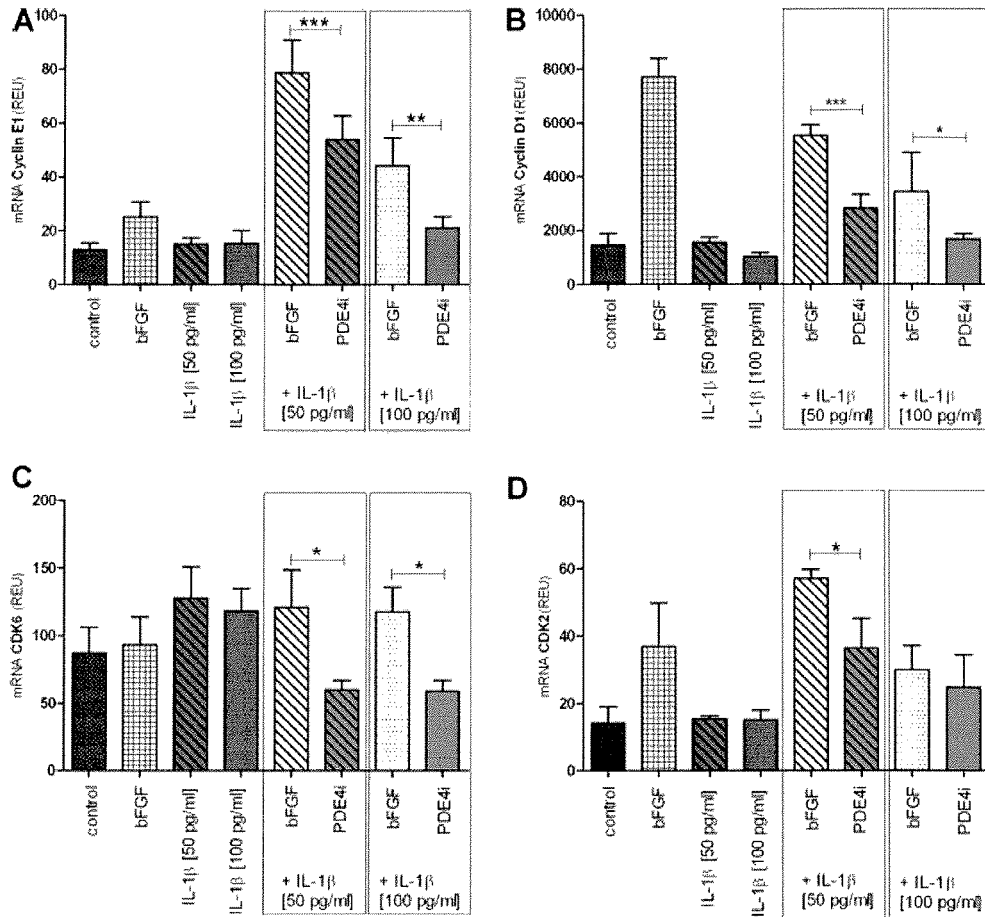 A
mRNA Cyclin E1 (REU)
100
80
60
40
20
0
***
**
control
bFGF
IL-1β [50 pg/ml]
IL-1β [100 pg/ml]
bFGF
PDE4i
bFGF
PDE4i
+ IL-1β
[50 pg/ml]
+ IL-1β
[100 pg/ml]
B
mRNA Cyclin D1 (REU)
10000
8000
6000
4000
2000
0
***
*
control
bFGF
IL-1β [50 pg/ml]
IL-1β [100 pg/ml]
bFGF
PDE4i
bFGF
PDE4i
+ IL-1β
[50 pg/ml]
+ IL-1β
[100 pg/ml]
C
mRNA CDK6 (REU)
200
150
100
50
0
*
*
control
bFGF
IL-1β [50 pg/ml]
IL-1β [100 pg/ml]
bFGF
PDE4i
bFGF
PDE4i
+ IL-1β
[50 pg/ml]
+ IL-1β
[100 pg/ml]
D
mRNA CDK2 (REU)
80
60
40
20
0
*
control
bFGF
IL-1β [50 pg/ml]
IL-1β [100 pg/ml]
bFGF
PDE4i
bFGF
PDE4i
+ IL-1β
[50 pg/ml]
+ IL-1β
[100 pg/ml]